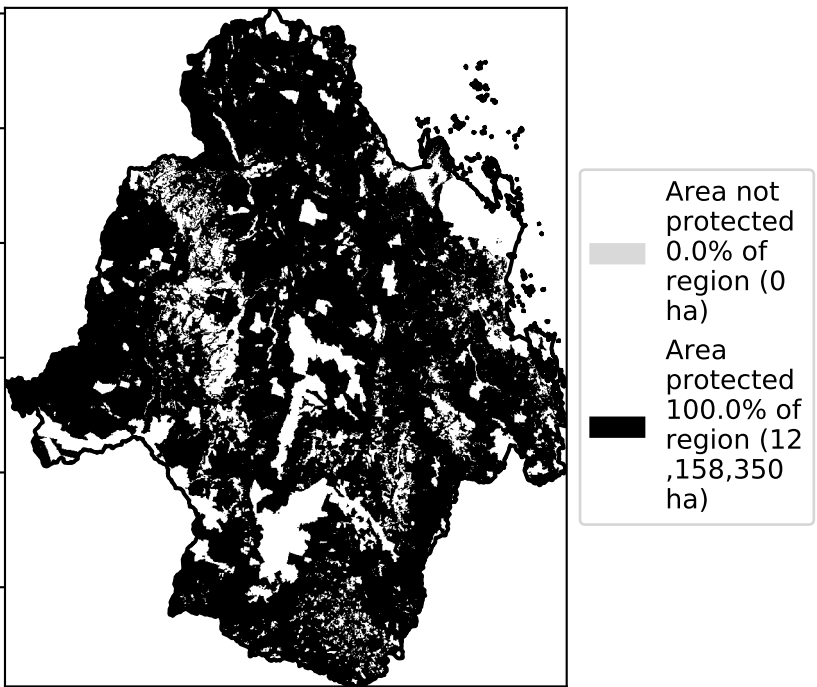 Area not
protected
0.0% of
region (0
ha)
Area
protected
100.0% of
region (12
,158,350
ha)